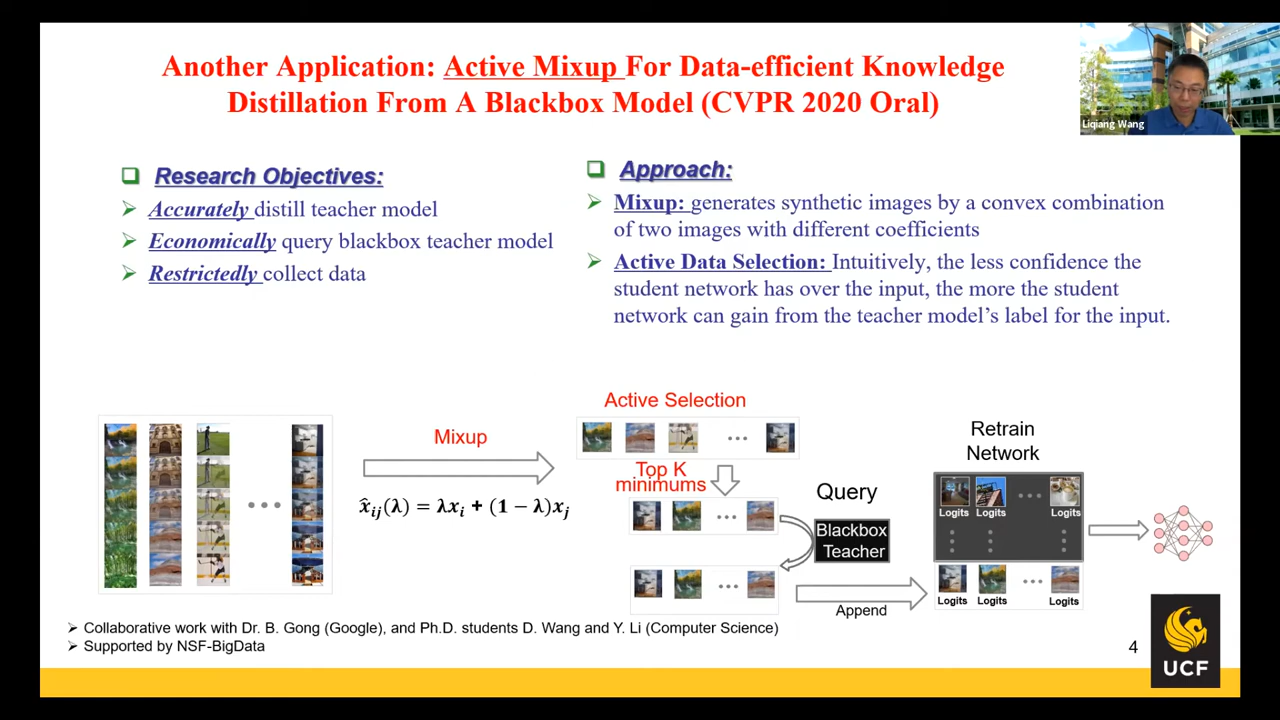 Another Application: Active Mixup For Data-efficient Knowledge
Distillation From A Blackbox Model (CVPR 2020 Oral)
Liqiang Wang
Research Objectives:
Accurately distill teacher model
Economically query blackbox teacher model
Restrictedly collect data
Approach:
Mixup: generates synthetic images by a convex combination
of two images with different coefficients
Active Data Selection: Intuitively, the less confidence the
student network has over the input, the more the student
network can gain from the teacher model's label for the input.
Mixup
x̂ij(λ) = λxi + (1 − λ)xj
Active Selection
...
Top K
minimums
...
Query
Blackbox
Teacher
...
Append
Retrain
Network
...
Logits Logits Logits
...
Logits Logits Logits
Collaborative work with Dr. B. Gong (Google), and Ph.D. students D. Wang and Y. Li (Computer Science)
Supported by NSF-BigData
4
UCF